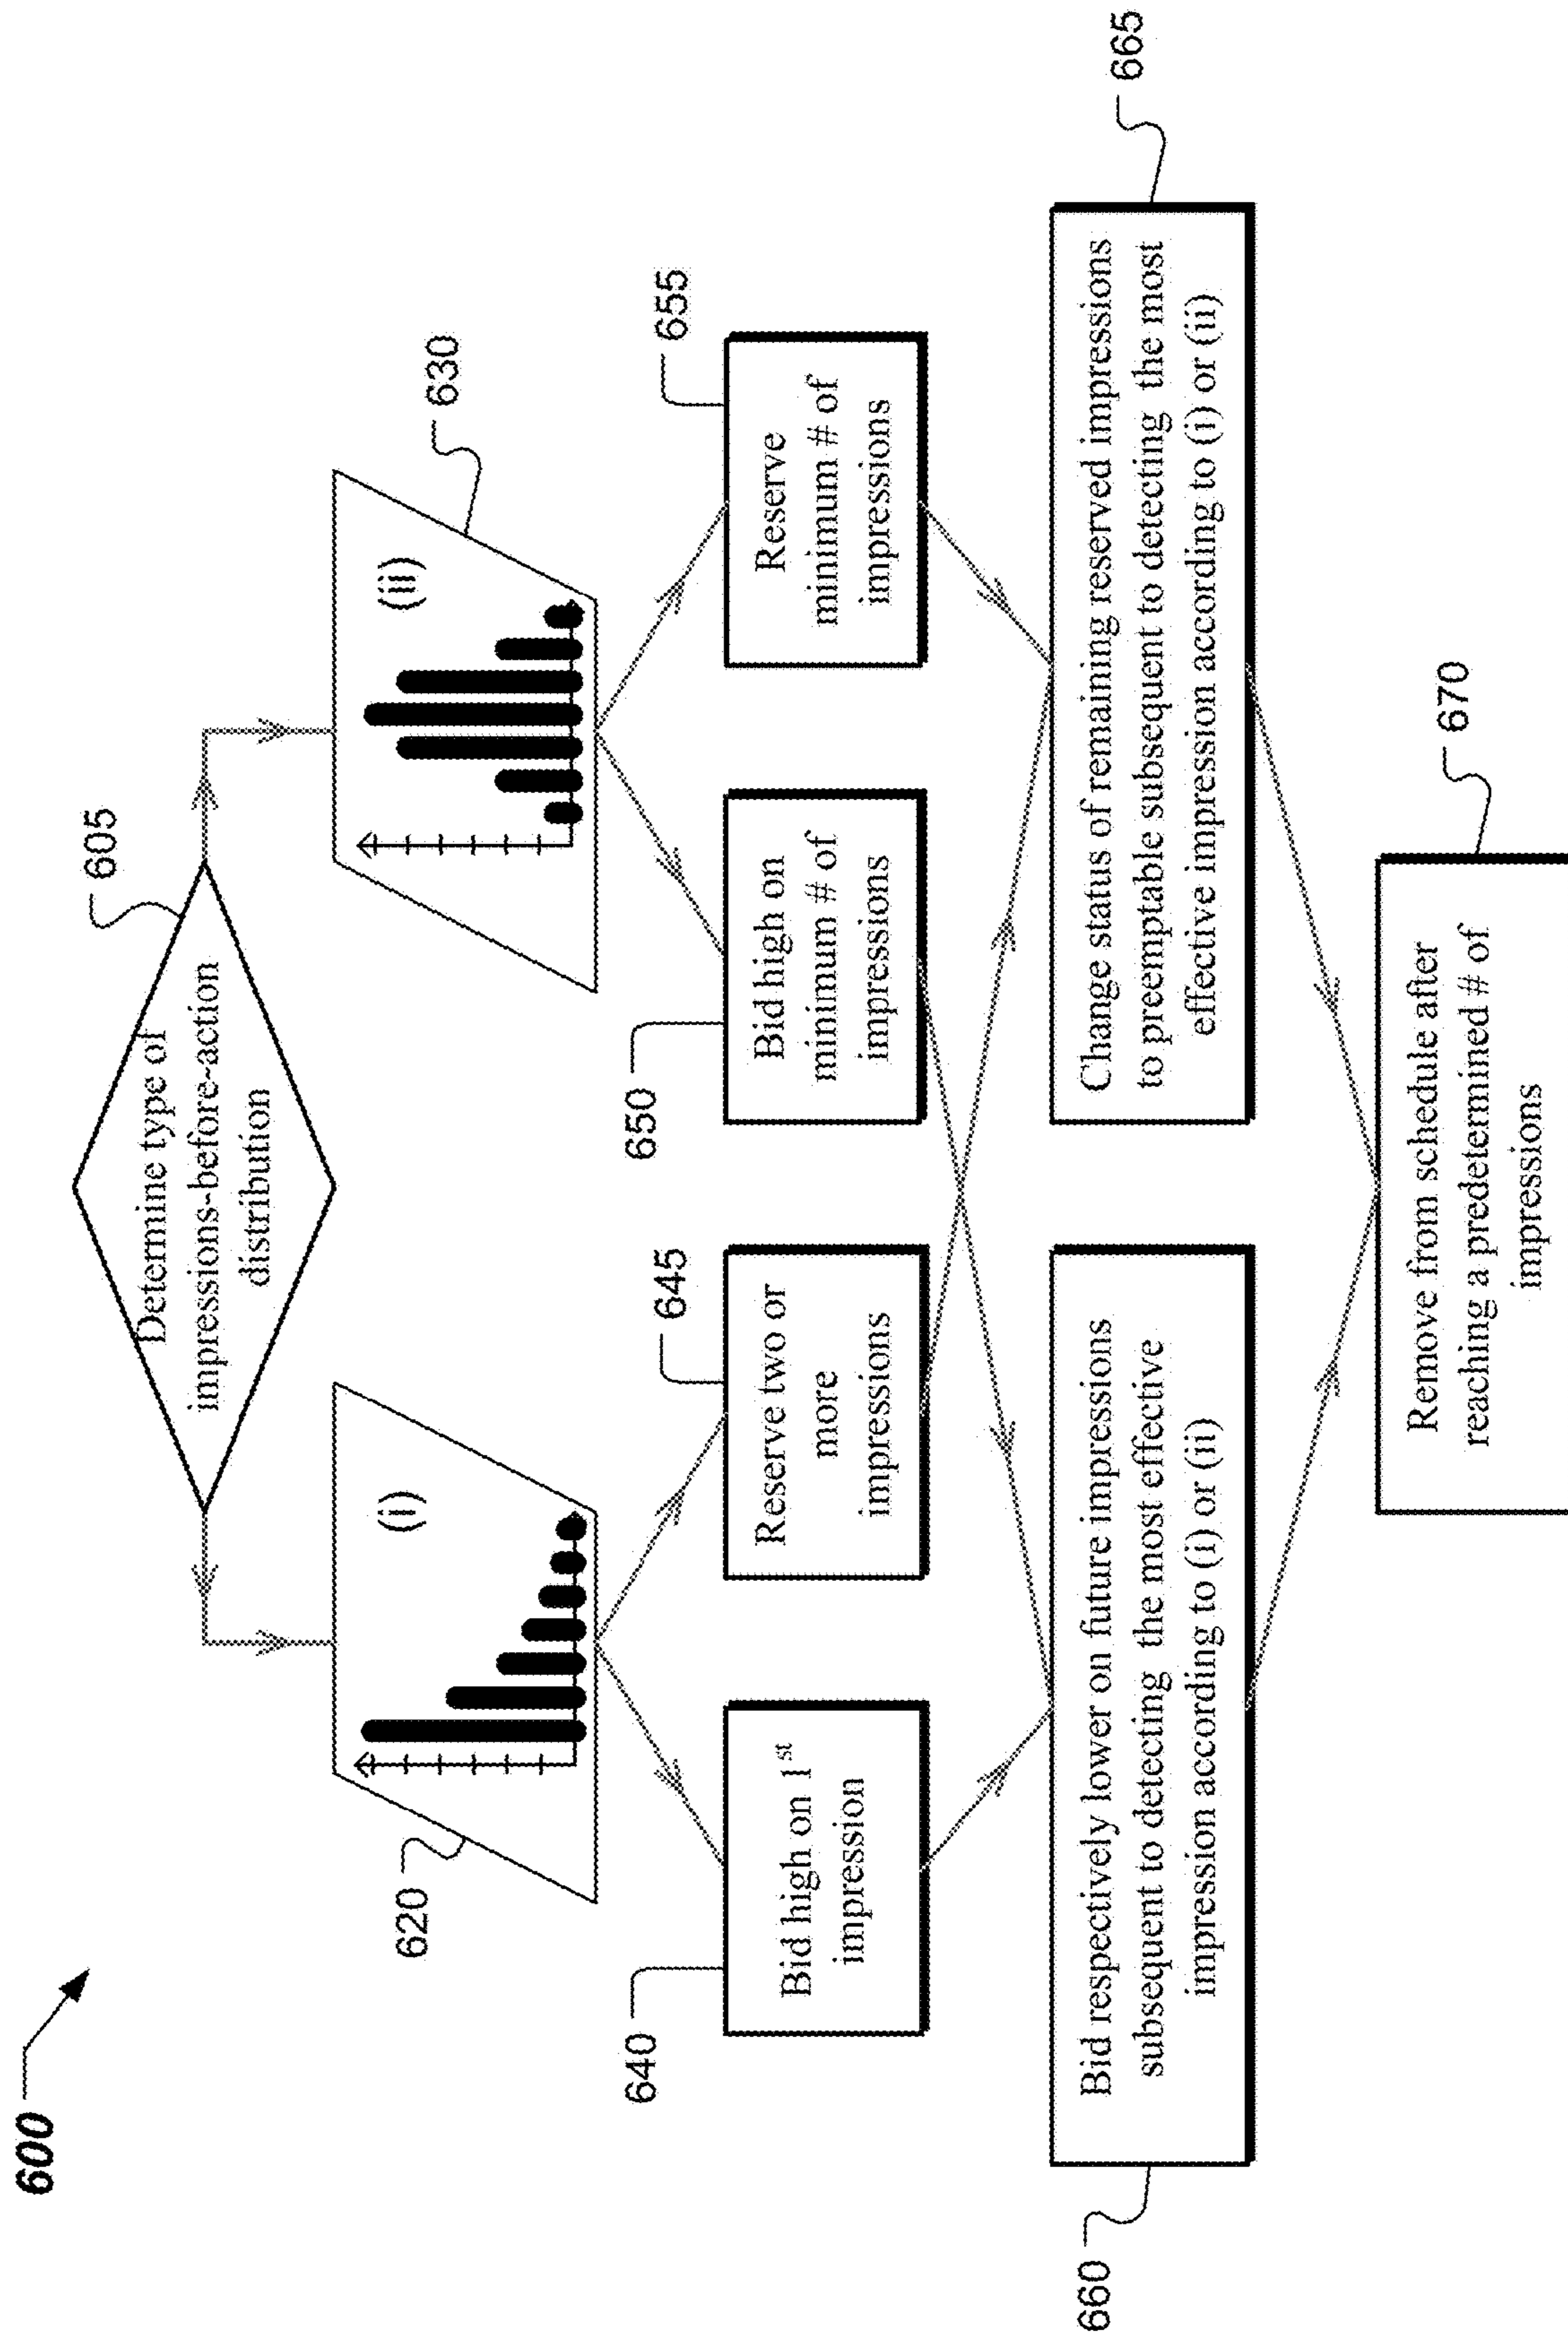 600
605
Determine type of
impressions-before-action
distribution
620
(i)
630
(ii)
640
Bid high on 1st
impression
645
Reserve two or
more
impressions
650
Bid high on
minimum # of
impressions
655
Reserve
minimum # of
impressions
660
Bid respectively lower on future impressions
subsequent to detecting the most effective
impression according to (i) or (ii)
665
Change status of remaining reserved impressions
to preemptable subsequent to detecting the most
effective impression according to (i) or (ii)
670
Remove from schedule after
reaching a predetermined # of
impressions